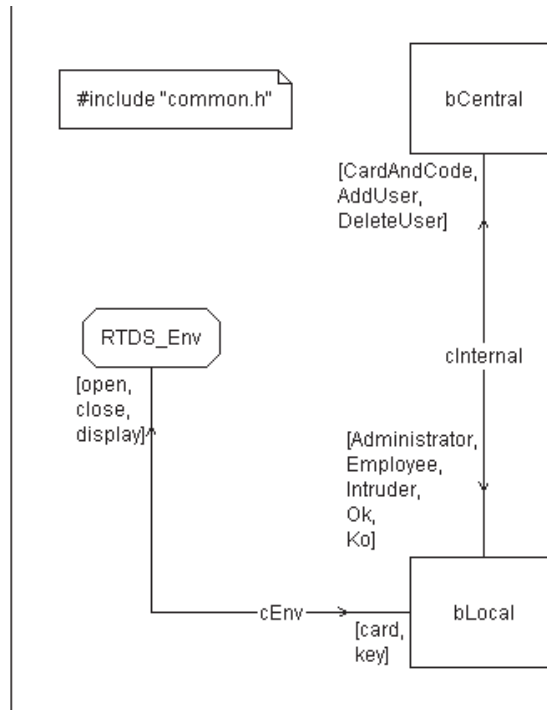 #include "common.h"
bCentral
[CardAndCode,
AddUser,
DeleteUser]
RTDS_Env
[open,
close,
display]
cInternal
[Administrator,
Employee,
Intruder,
Ok,
Ko]
cEnv
[card,
key]
bLocal